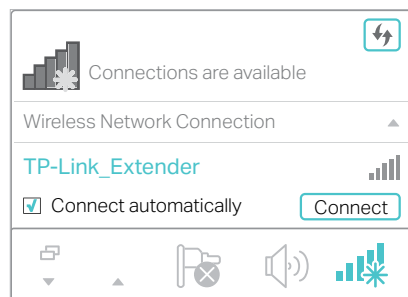 Connections are available
Wireless Network Connection
TP-Link_Extender
Connect automatically
Connect